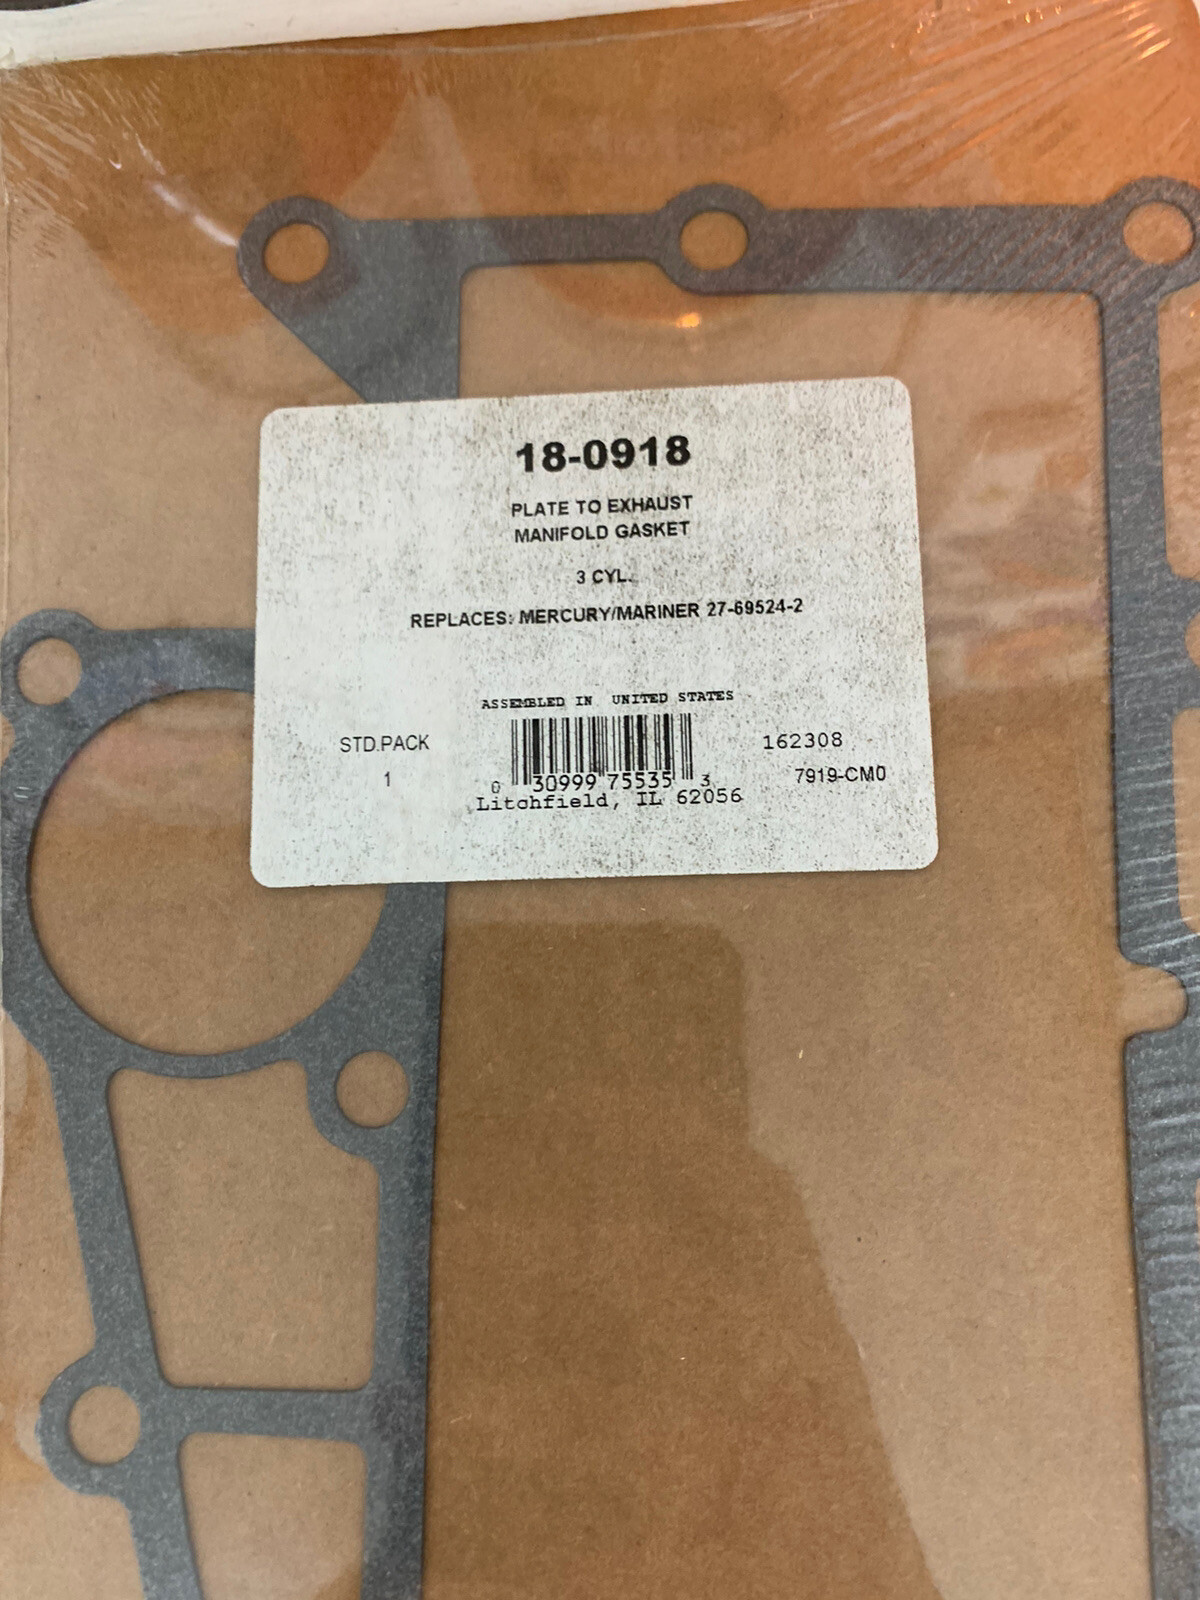 18-0918
PLATE TO EXHAUST
MANIFOLD GASKET
3 CYL.
REPLACES: MERCURY/MARINER 27-69524-2
ASSEMBLED IN UNITED STATES
STD.PACK
1
0 30999 75535 3
Litchfield, IL 62056
162308
7919-CM0